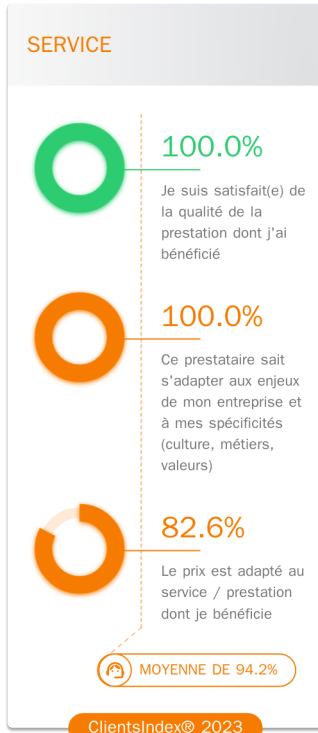 SERVICE
100.0%
Je suis satisfait(e) de
la qualité de la
prestation dont j'ai
bénéficié
100.0%
Ce prestataire sait
s'adapter aux enjeux
de mon entreprise et
à mes spécificités
(culture, métiers,
valeurs)
82.6%
Le prix est adapté au
service / prestation
dont je bénéficie
MOYENNE DE 94.2%
ClientsIndex® 2023